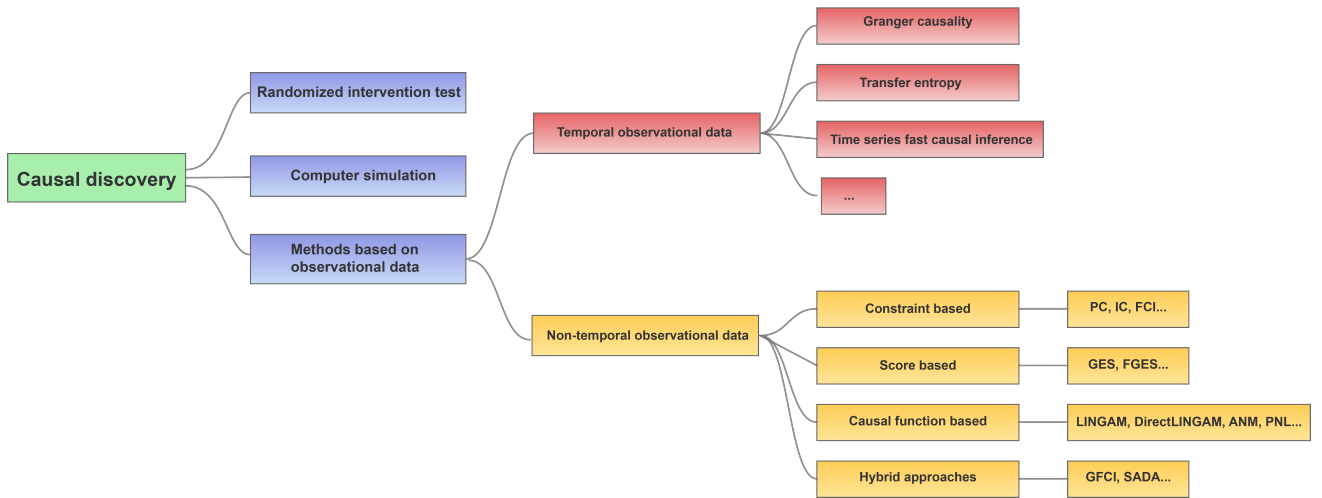 Causal discovery
Randomized intervention test
Computer simulation
Methods based on
observational data
Temporal observational data
Granger causality
Transfer entropy
Time series fast causal inference
...
Non-temporal observational data
Constraint based
PC, IC, FCI...
Score based
GES, FGES...
Causal function based
LINGAM, DirectLINGAM, ANM, PNL...
Hybrid approaches
GFCI, SADA...